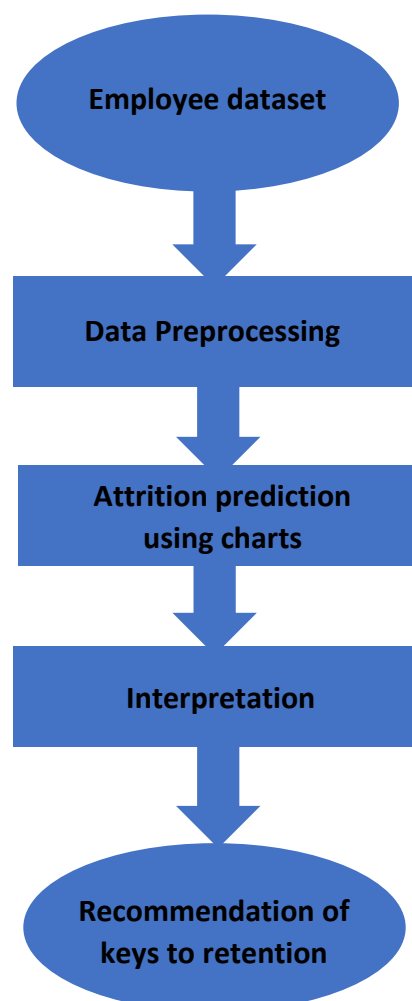 Employee dataset
Data Preprocessing
Attrition prediction
using charts
Interpretation
Recommendation of
keys to retention